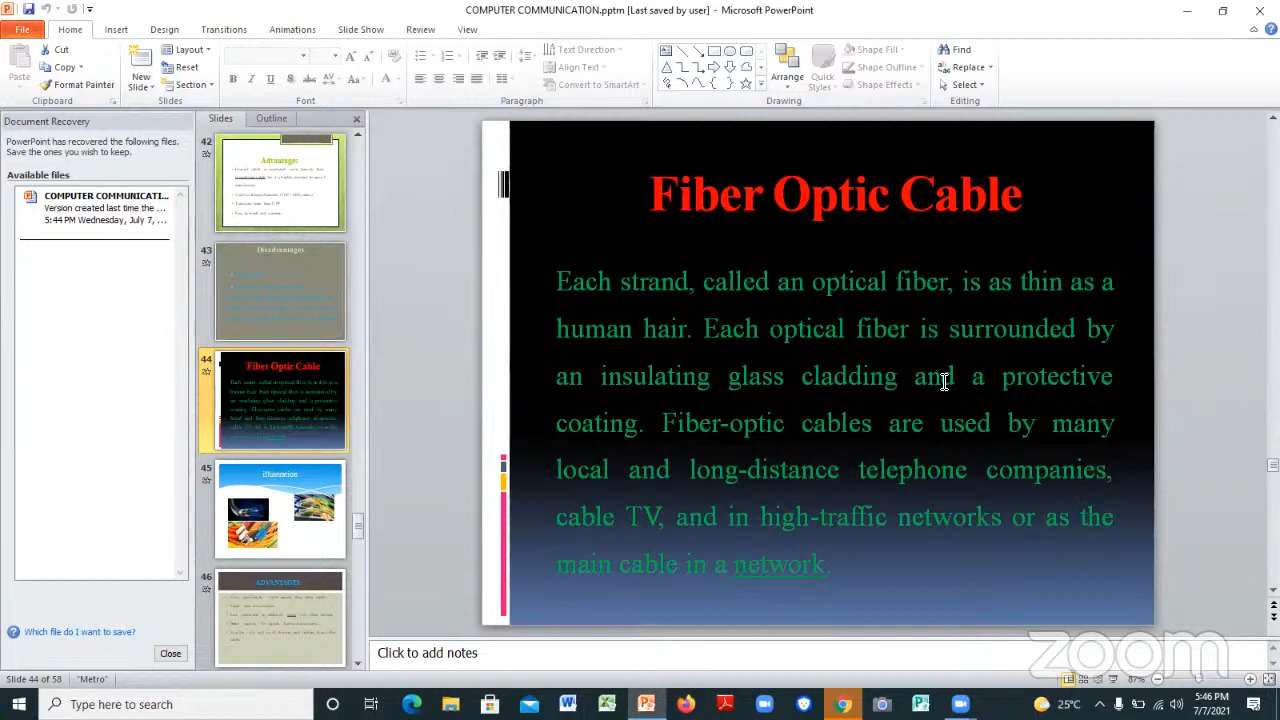 COMPUTER COMMUNICATION.pptm [Last saved by user] - Microsoft PowerPoint
File Home Insert Design Transitions Animations Slide Show Review View
Paste
Cut
Copy
Format Painter
Clipboard
New Slide
Layout
Reset
Section
Slides
Font
Text Direction
Align Text
Convert to SmartArt
Paragraph
Arrange
Quick Styles
Shape Fill
Shape Outline
Shape Effects
Drawing
Find
Replace
Select
Editing
Document Recovery
PowerPoint has recovered the following files.
Save the ones you wish to keep.
COMPUTER COMMUNICATI...
Version created last time the ...
5:44 PM Wednesday, July 7, ...
Which file do I want to save?
Close
Slides Outline
42
Advantages
43
Disadvantages
44
Fiber Optic Cable
45
illustration
46
ADVANTAGES
Fiber Optic Cable
Each strand, called an optical fiber, is as thin as a
human hair. Each optical fiber is surrounded by
an insulating glass cladding and a protective
coating. Fiber-optic cables are used by many
local and long-distance telephone companies,
cable TV, and in high-traffic networks or as the
main cable in a network.
Click to add notes
zoom
Slide 44 of 58 "Metro"
Type here to search
25°C
5:46 PM
7/7/2021